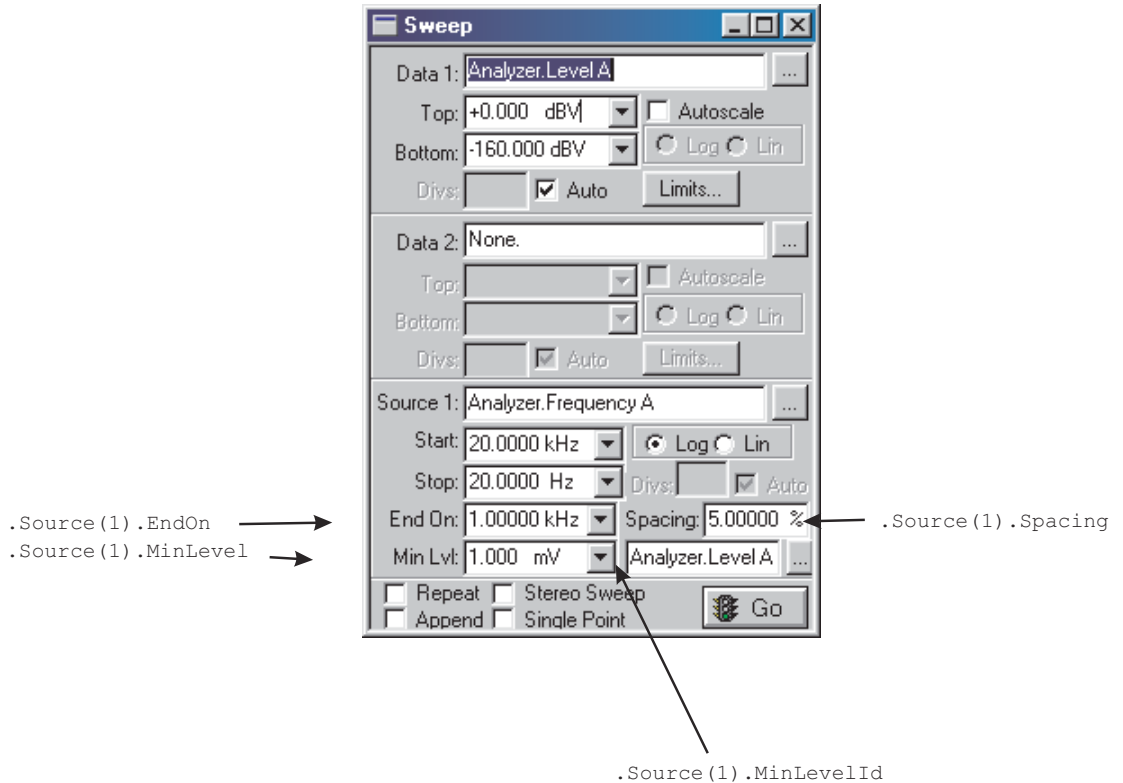 Sweep
Data 1: Analyzer.Level A ...
Top: +0.000 dBV Autoscale
Bottom: -160.000 dBV Log Lin
Divs: Auto Limits...
Data 2: None. ...
Top: Autoscale
Bottom: Log Lin
Divs: Auto Limits...
Source 1: Analyzer.Frequency A ...
Start: 20.0000 kHz Log Lin
Stop: 20.0000 Hz Divs: Auto
.Source(1).EndOn End On: 1.00000 kHz Spacing: 5.00000 % .Source(1).Spacing
.Source(1).MinLevel Min Lvl: 1.000 mV Analyzer.Level A ...
Repeat Stereo Sweep
Append Single Point Go
.Source(1).MinLevelId